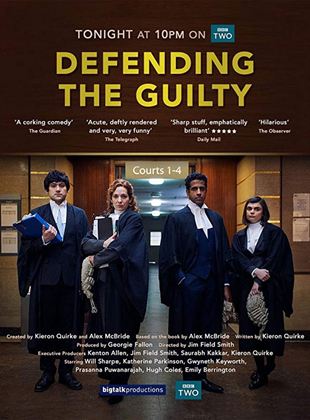 TONIGHT AT 10PM ON BBC TWO
DEFENDING
THE GUILTY
'A corking comedy' 'Acute, deftly rendered 'Sharp stuff, emphatically 'Hilarious'
The Guardian and very, very funny' brilliant' ★★★★★ The Observer
The Telegraph Daily Mail
Courts 1-4
Created by Kieron Quirke and Alex McBride Based on the book by Alex McBride Written by Kieron Quirke
Produced by Georgie Fallon Directed by Jim Field Smith
Executive Producers Kenton Allen, Jim Field Smith, Saurabh Kakkar, Kieron Quirke
Starring Will Sharpe, Katherine Parkinson, Gwyneth Keyworth,
Prasanna Puwanarajah, Hugh Coles, Emily Berrington
bigtalkproductions BBC TWO